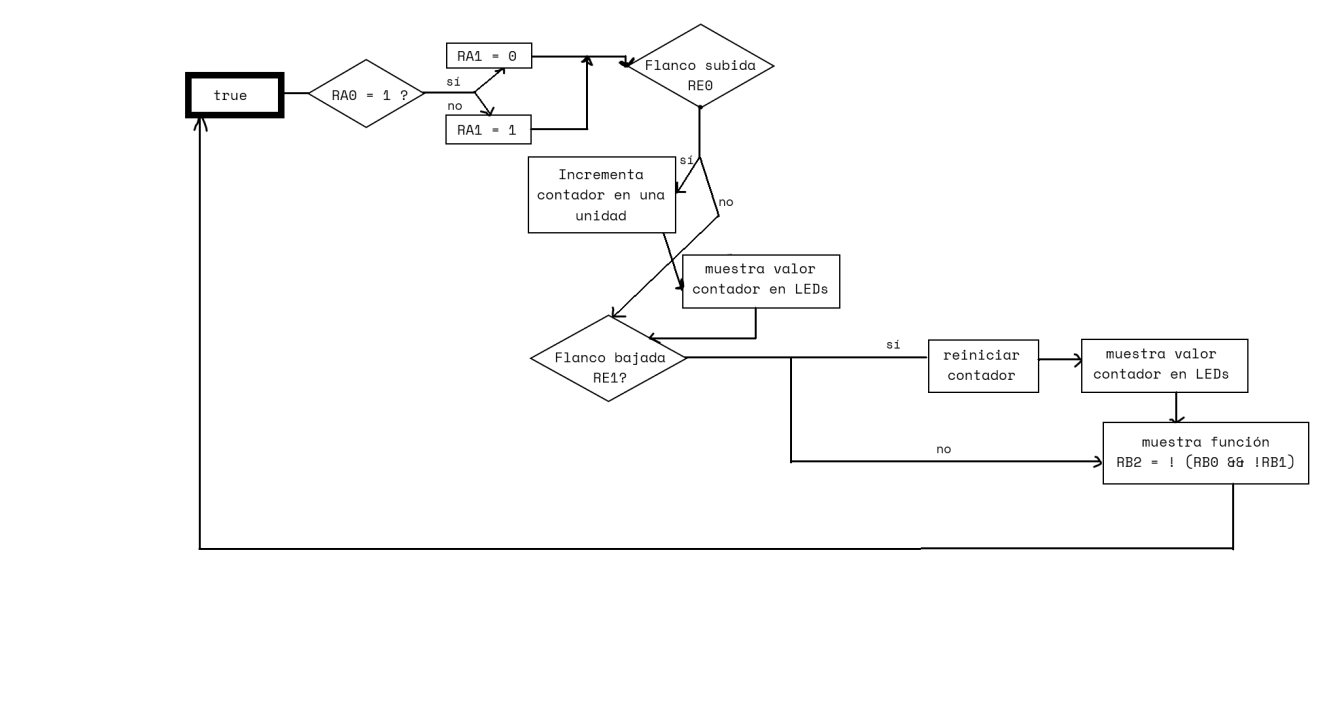 true
RA0 = 1 ?
sí
no
RA1 = 0
RA1 = 1
Flanco subida
RE0
sí
no
Incrementa
contador en una
unidad
muestra valor
contador en LEDs
Flanco bajada
RE1?
sí
no
reiniciar
contador
muestra valor
contador en LEDs
muestra función
RB2 = ! (RB0 && !RB1)